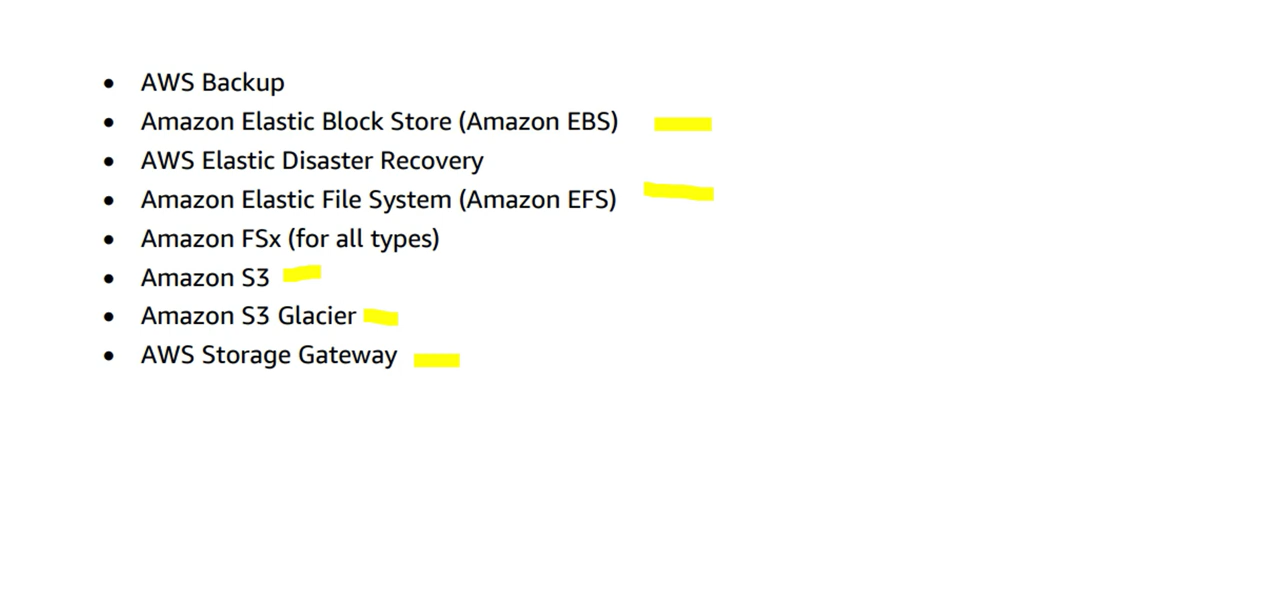 • AWS Backup
• Amazon Elastic Block Store (Amazon EBS)
• AWS Elastic Disaster Recovery
• Amazon Elastic File System (Amazon EFS)
• Amazon FSx (for all types)
• Amazon S3
• Amazon S3 Glacier
• AWS Storage Gateway